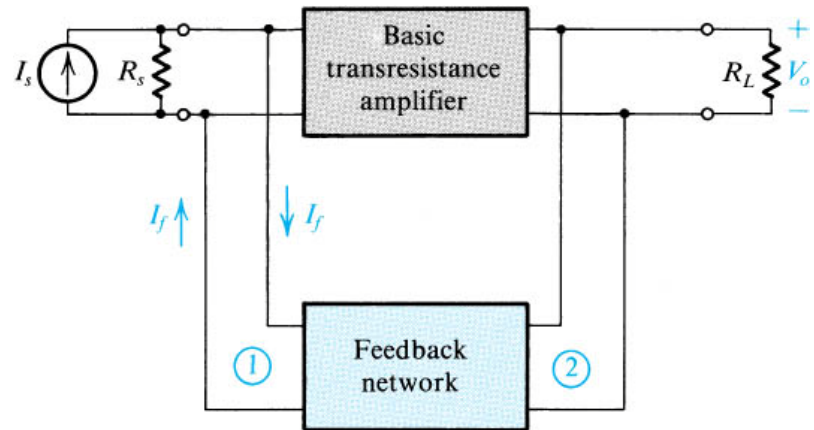 Basic
transresistance
amplifier
I_s
R_s
R_L
+
V_o
−
I_f
I_f
Feedback
network
①
②